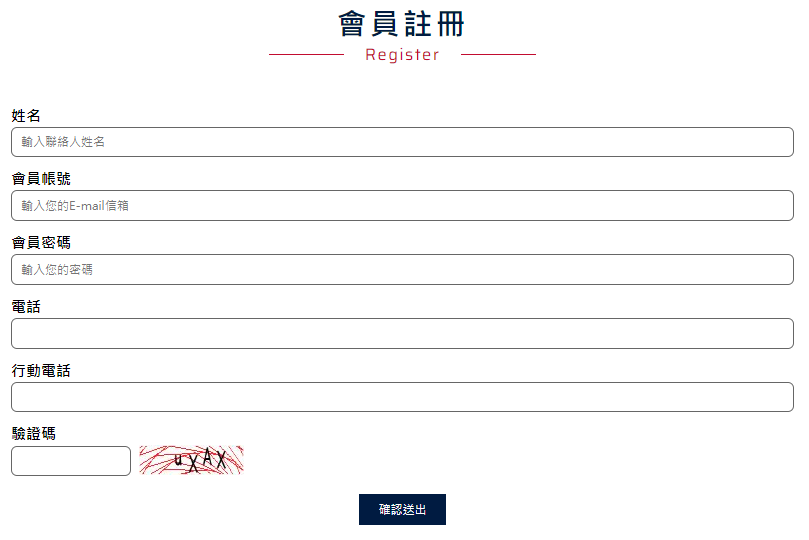 會員註冊
Register
姓名
輸入聯絡人姓名
會員帳號
輸入您的E-mail信箱
會員密碼
輸入您的密碼
電話
行動電話
驗證碼
uXAX
確認送出